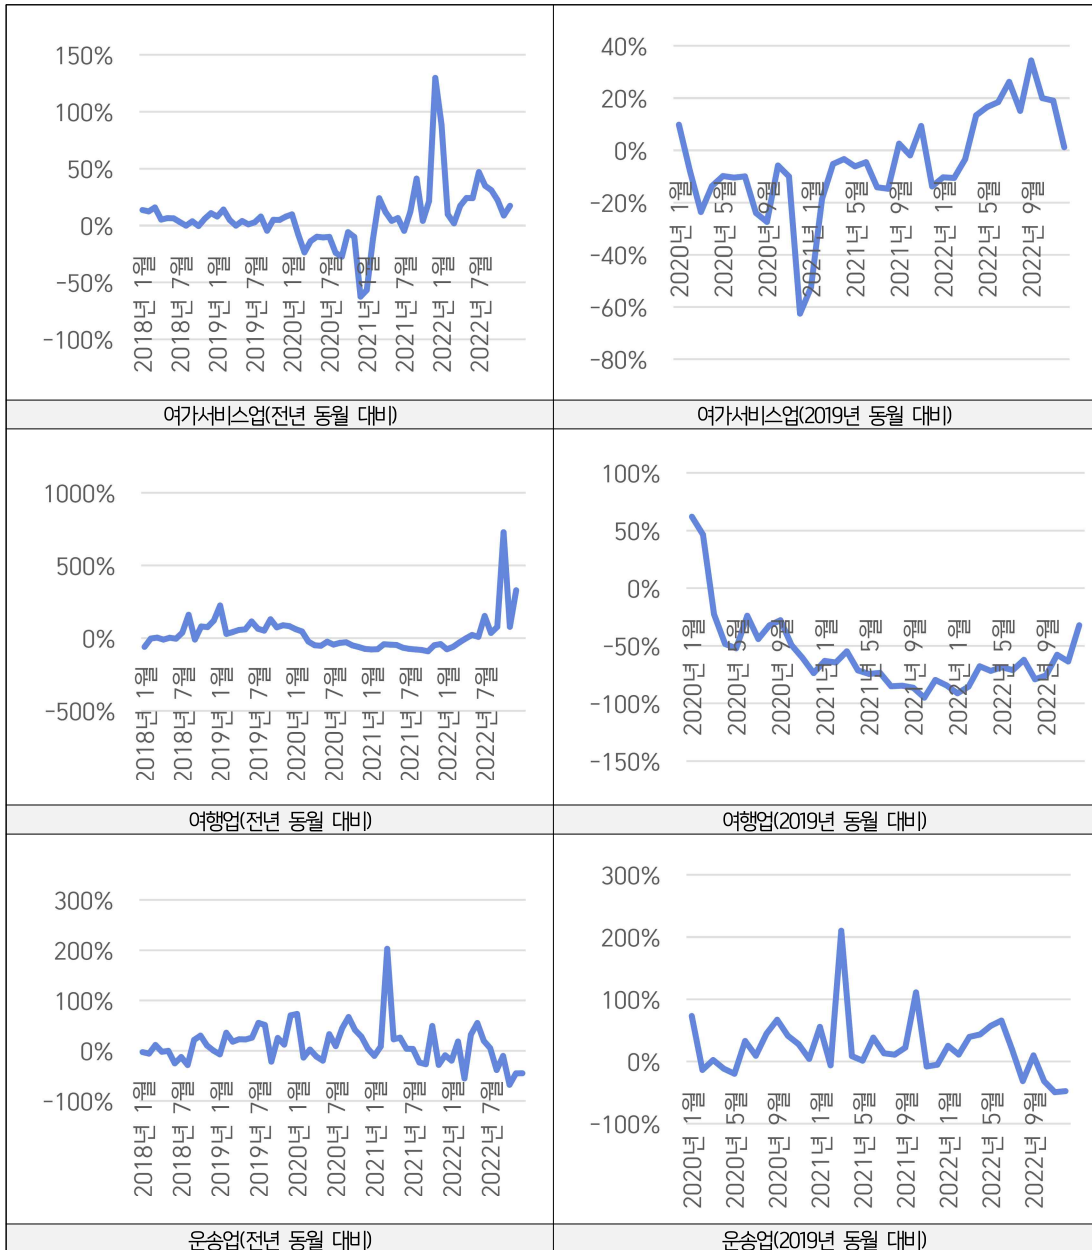 150%
100%
50%
0%
-50%
-100%
2018년 1월
2018년 7월
2019년 1월
2019년 7월
2020년 1월
2020년 7월
2021년 1월
2021년 7월
2022년 1월
2022년 7월
40%
20%
0%
-20%
-40%
-60%
-80%
2020년 1월
2020년 5월
2020년 9월
2021년 1월
2021년 5월
2021년 9월
2022년 1월
2022년 5월
2022년 9월
여가서비스업(전년 동월 대비)
여가서비스업(2019년 동월 대비)
1000%
500%
0%
-500%
2018년 1월
2018년 7월
2019년 1월
2019년 7월
2020년 1월
2020년 7월
2021년 1월
2021년 7월
2022년 1월
2022년 7월
100%
50%
0%
-50%
-100%
-150%
2020년 1월
2020년 5월
2020년 9월
2021년 1월
2021년 5월
2021년 9월
2022년 1월
2022년 5월
2022년 9월
여행업(전년 동월 대비)
여행업(2019년 동월 대비)
300%
200%
100%
0%
-100%
2018년 1월
2018년 7월
2019년 1월
2019년 7월
2020년 1월
2020년 7월
2021년 1월
2021년 7월
2022년 1월
2022년 7월
300%
200%
100%
0%
-100%
2020년 1월
2020년 5월
2020년 9월
2021년 1월
2021년 5월
2021년 9월
2022년 1월
2022년 5월
2022년 9월
운송업(전년 동월 대비)
운송업(2019년 동월 대비)